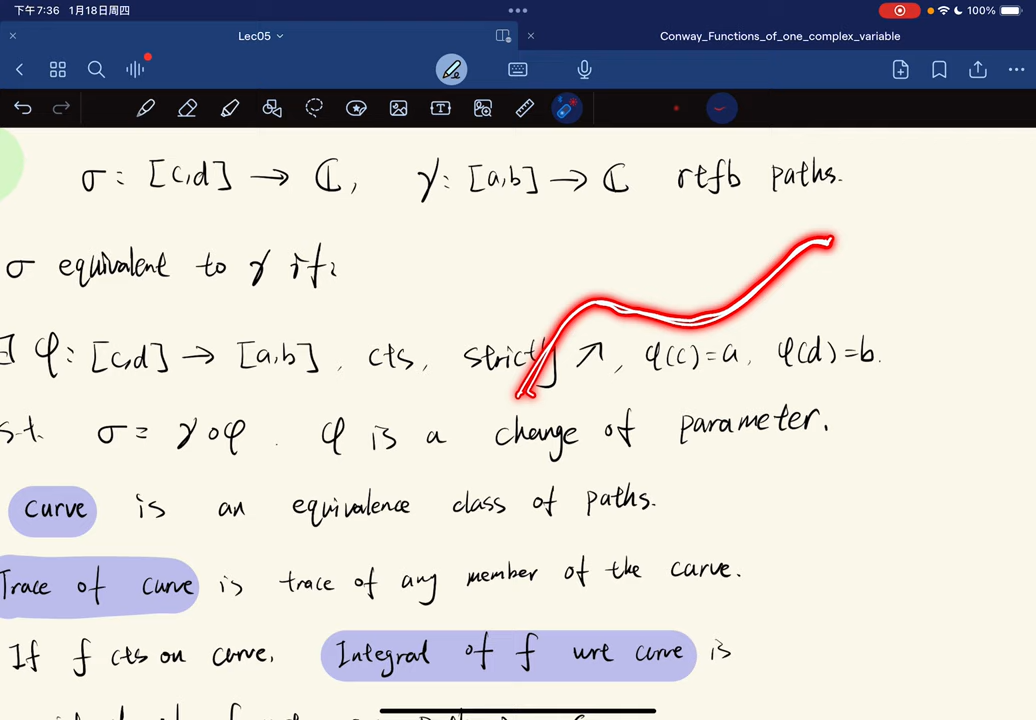 下午7:36 1月18日周四
100%
Lec05
Conway_Functions_of_one_complex_variable
σ: [c,d] → ℂ, γ: [a,b] → ℂ rtfb paths.
σ equivalent to γ if:
∃ φ: [c,d] → [a,b], cts, strictly ↗, φ(c)=a, φ(d)=b.
s.t. σ = γ∘φ. φ is a change of parameter.
Curve is an equivalence class of paths.
Trace of curve is trace of any member of the curve.
If f cts on curve, Integral of f wrt curve is